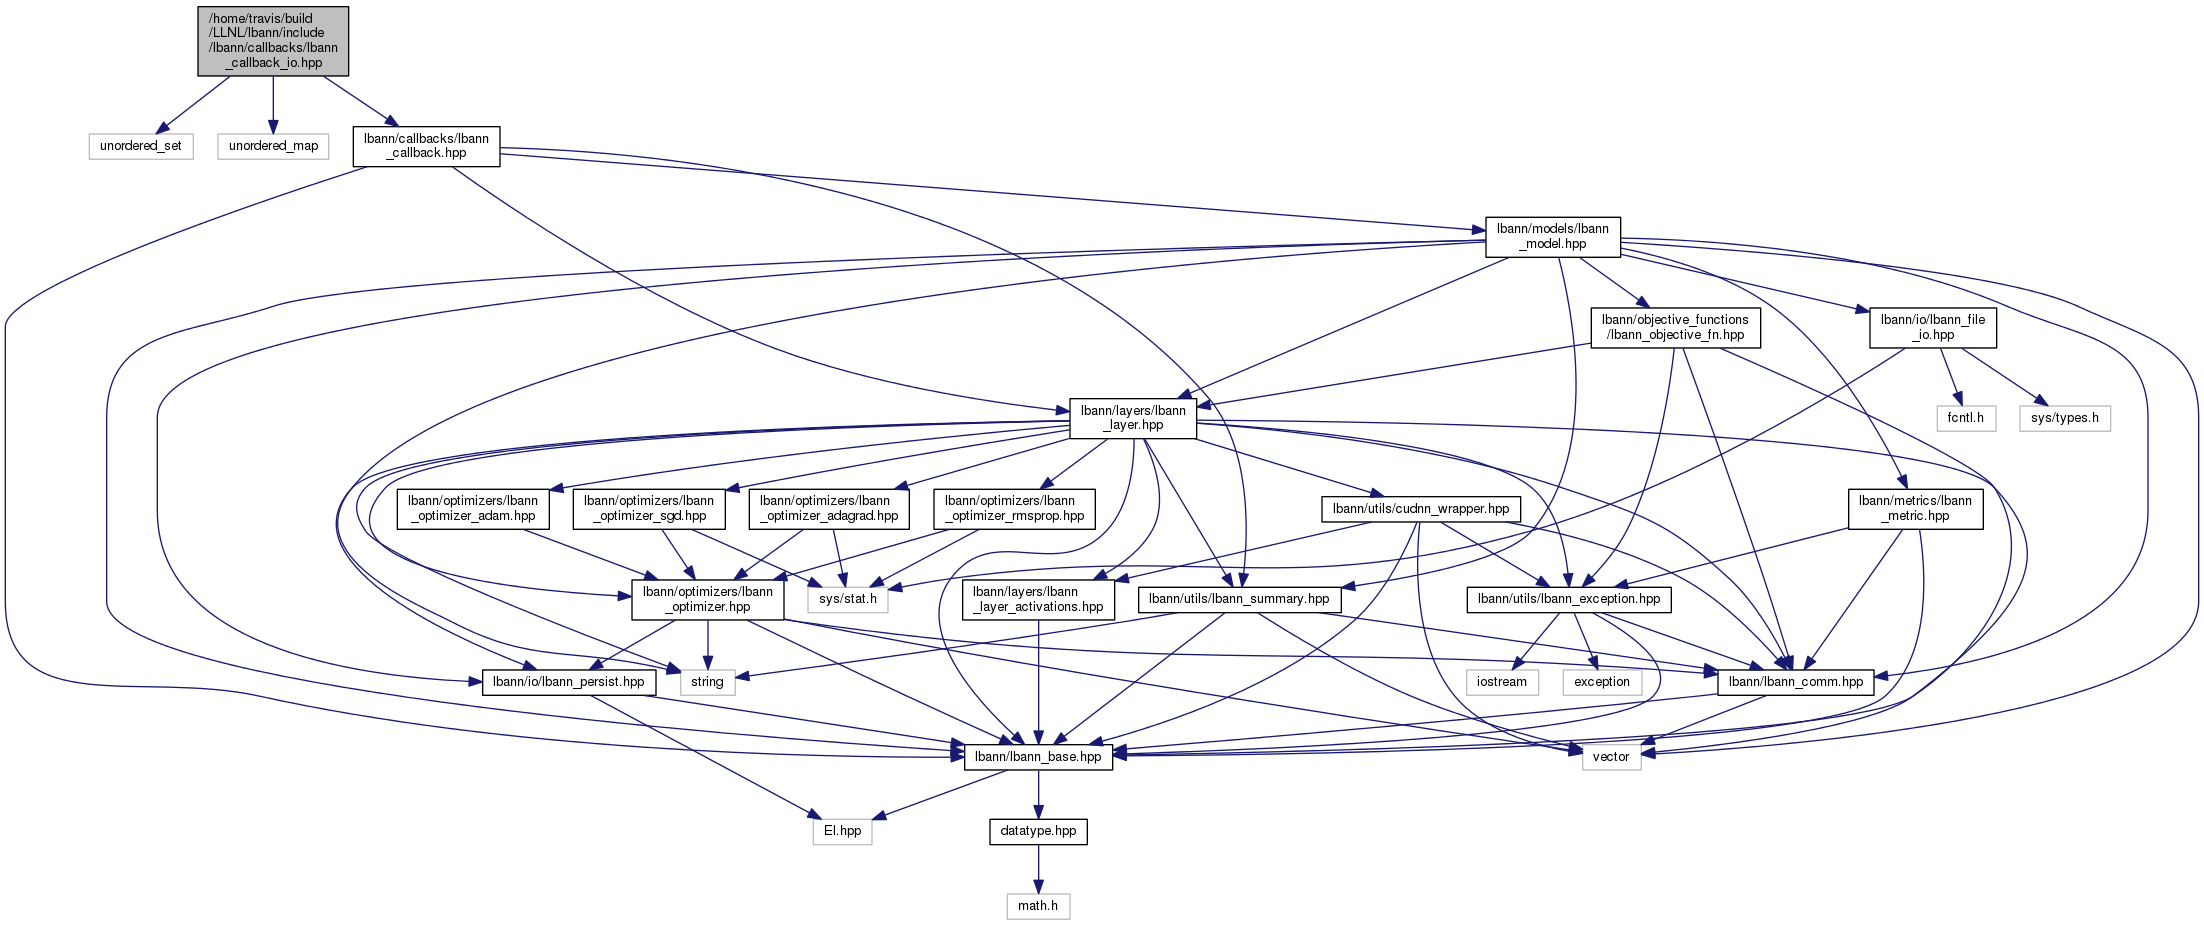 /home/travis/build
/LLNL/lbann/include
/lbann/callbacks/lbann
_callback_io.hpp
unordered_set
unordered_map
lbann/callbacks/lbann
_callback.hpp
lbann/models/lbann
_model.hpp
lbann/objective_functions
/lbann_objective_fn.hpp
lbann/io/lbann_file
_io.hpp
lbann/layers/lbann
_layer.hpp
fcntl.h
sys/types.h
lbann/optimizers/lbann
_optimizer_adam.hpp
lbann/optimizers/lbann
_optimizer_sgd.hpp
lbann/optimizers/lbann
_optimizer_adagrad.hpp
lbann/optimizers/lbann
_optimizer_rmsprop.hpp
lbann/utils/cudnn_wrapper.hpp
lbann/metrics/lbann
_metric.hpp
lbann/optimizers/lbann
_optimizer.hpp
sys/stat.h
lbann/layers/lbann
_layer_activations.hpp
lbann/utils/lbann_summary.hpp
lbann/utils/lbann_exception.hpp
lbann/io/lbann_persist.hpp
string
iostream
exception
lbann/lbann_comm.hpp
lbann/lbann_base.hpp
vector
El.hpp
datatype.hpp
math.h